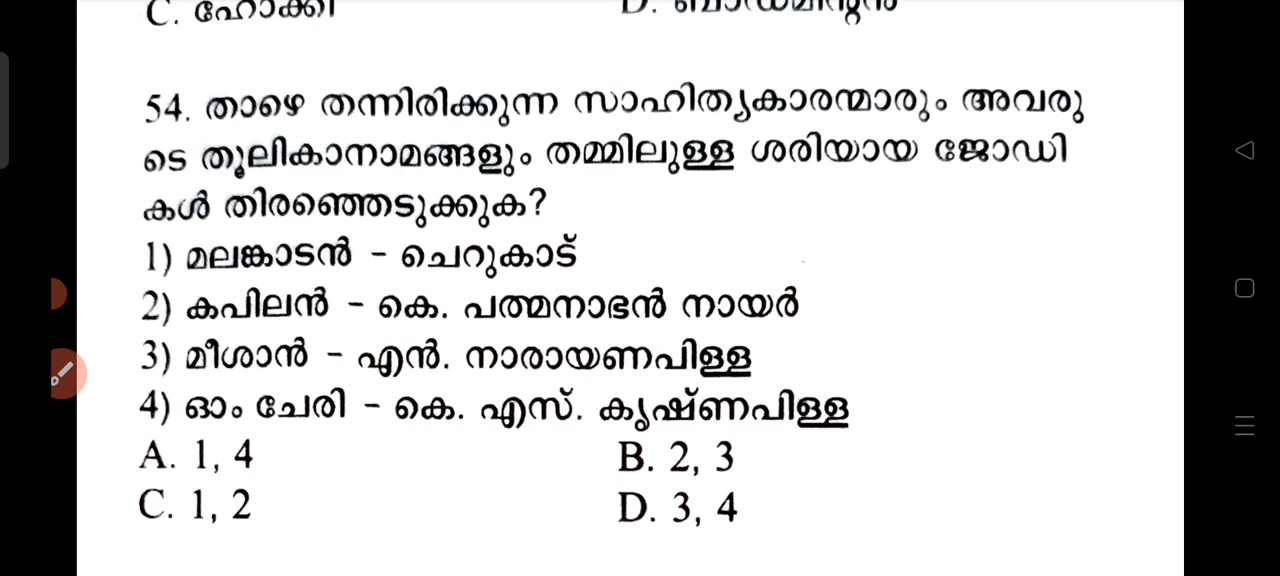 C. ഹോക്കി D. ബാഡ്മിന്റൻ
54. താഴെ തന്നിരിക്കുന്ന സാഹിത്യകാരന്മാരും അവരു
ടെ തൂലികാനാമങ്ങളും തമ്മിലുള്ള ശരിയായ ജോഡി
കൾ തിരഞ്ഞെടുക്കുക?
1) മലങ്കാടൻ - ചെറുകാട്
2) കപിലൻ - കെ. പത്മനാഭൻ നായർ
3) മീശാൻ - എൻ. നാരായണപിള്ള
4) ഓം ചേരി - കെ. എസ്. കൃഷ്ണപിള്ള
A. 1, 4 B. 2, 3
C. 1, 2 D. 3, 4